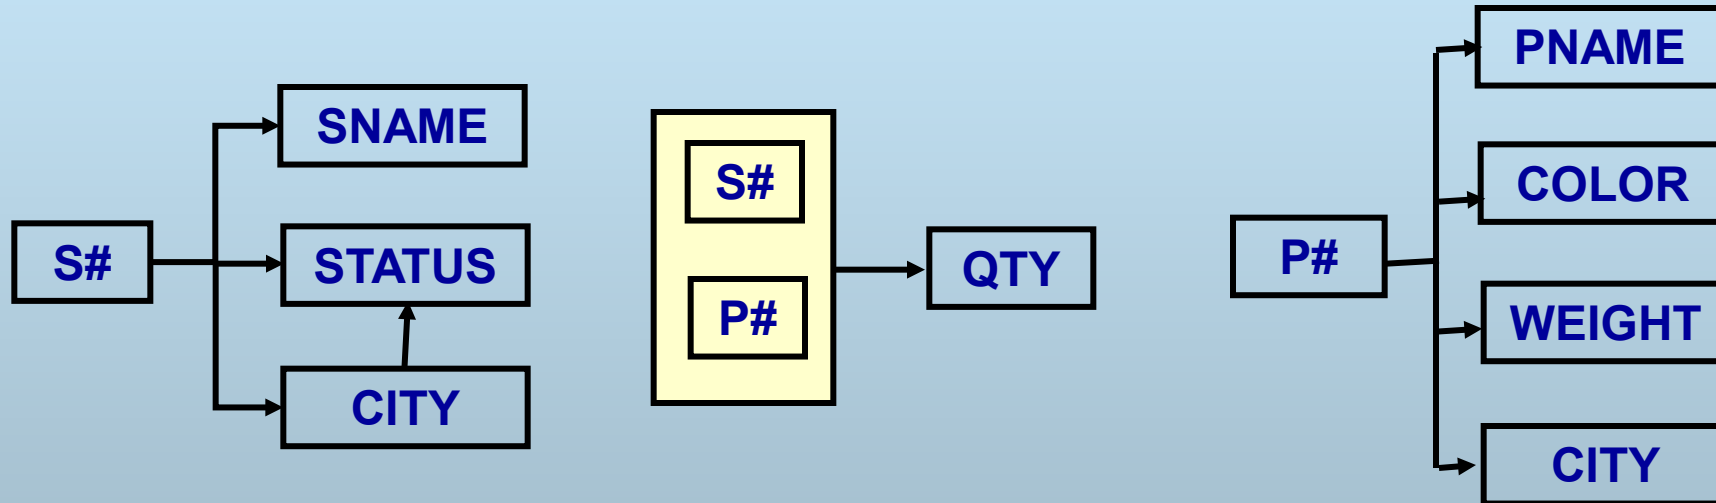 S#
SNAME
STATUS
CITY
S#
P#
QTY
P#
PNAME
COLOR
WEIGHT
CITY